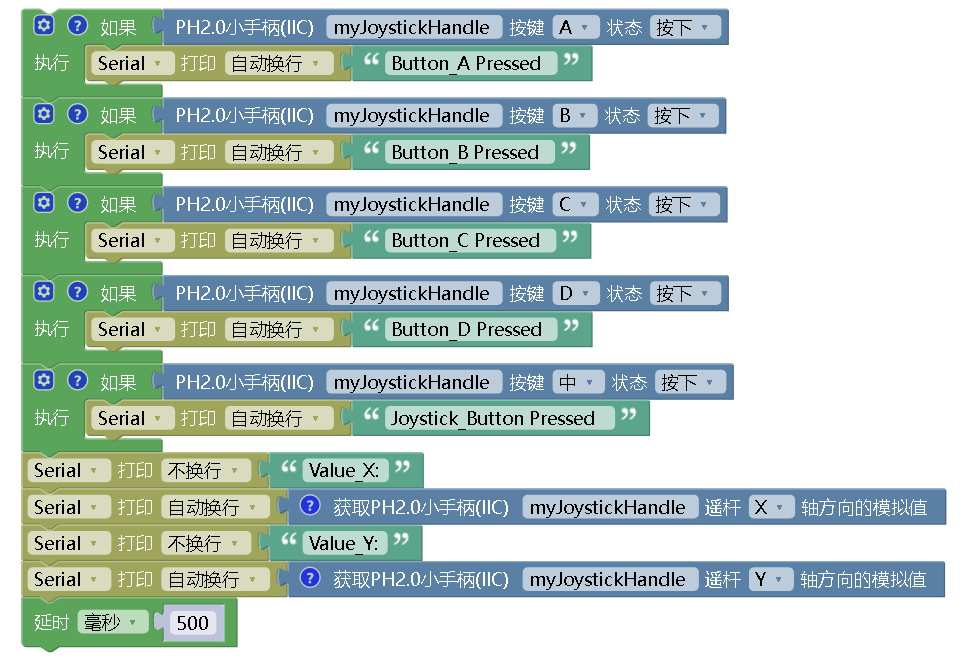 如果 PH2.0小手柄(IIC) myJoystickHandle 按键 A 状态 按下
执行 Serial 打印 自动换行 “ Button_A Pressed ”
如果 PH2.0小手柄(IIC) myJoystickHandle 按键 B 状态 按下
执行 Serial 打印 自动换行 “ Button_B Pressed ”
如果 PH2.0小手柄(IIC) myJoystickHandle 按键 C 状态 按下
执行 Serial 打印 自动换行 “ Button_C Pressed ”
如果 PH2.0小手柄(IIC) myJoystickHandle 按键 D 状态 按下
执行 Serial 打印 自动换行 “ Button_D Pressed ”
如果 PH2.0小手柄(IIC) myJoystickHandle 按键 中 状态 按下
执行 Serial 打印 自动换行 “ Joystick_Button Pressed ”
Serial 打印 不换行 “ Value_X: ”
Serial 打印 自动换行 获取PH2.0小手柄(IIC) myJoystickHandle 遥杆 X 轴方向的模拟值
Serial 打印 不换行 “ Value_Y: ”
Serial 打印 自动换行 获取PH2.0小手柄(IIC) myJoystickHandle 遥杆 Y 轴方向的模拟值
延时 毫秒 500